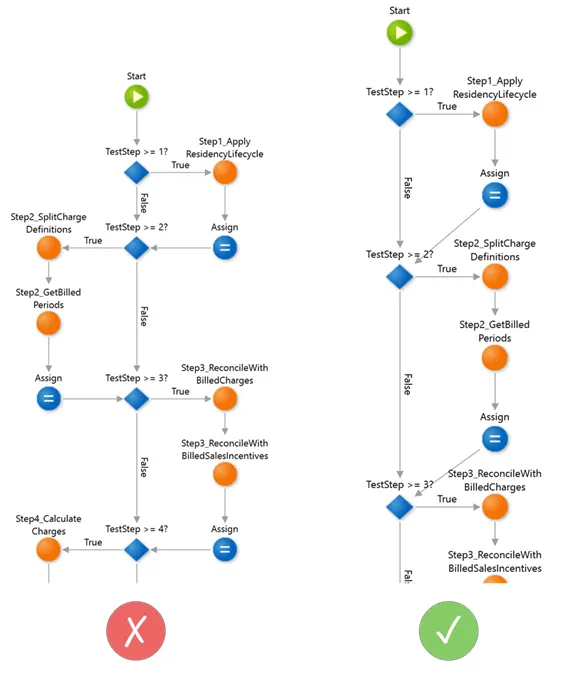 Start
TestStep >= 1?
True
Step1_Apply
ResidencyLifecycle
False
Assign
Step2_SplitCharge
Definitions
TestStep >= 2?
True
Step2_GetBilled
Periods
False
Assign
TestStep >= 3?
True
Step3_ReconcileWith
BilledCharges
Step3_ReconcileWith
BilledSalesIncentives
False
Assign
Step4_Calculate
Charges
TestStep >= 4?
True
Start
TestStep >= 1?
True
Step1_Apply
ResidencyLifecycle
False
Assign
TestStep >= 2?
True
Step2_SplitCharge
Definitions
Step2_GetBilled
Periods
False
Assign
TestStep >= 3?
True
Step3_ReconcileWith
BilledCharges
Step3_ReconcileWith
BilledSalesIncentives